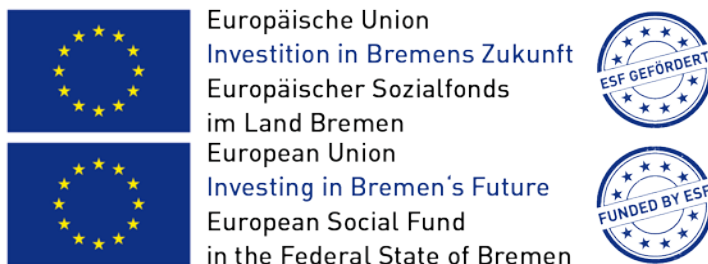 Europäische Union
Investition in Bremens Zukunft
Europäischer Sozialfonds
im Land Bremen
ESF GEFÖRDERT
European Union
Investing in Bremen‘s Future
European Social Fund
in the Federal State of Bremen
FUNDED BY ESF